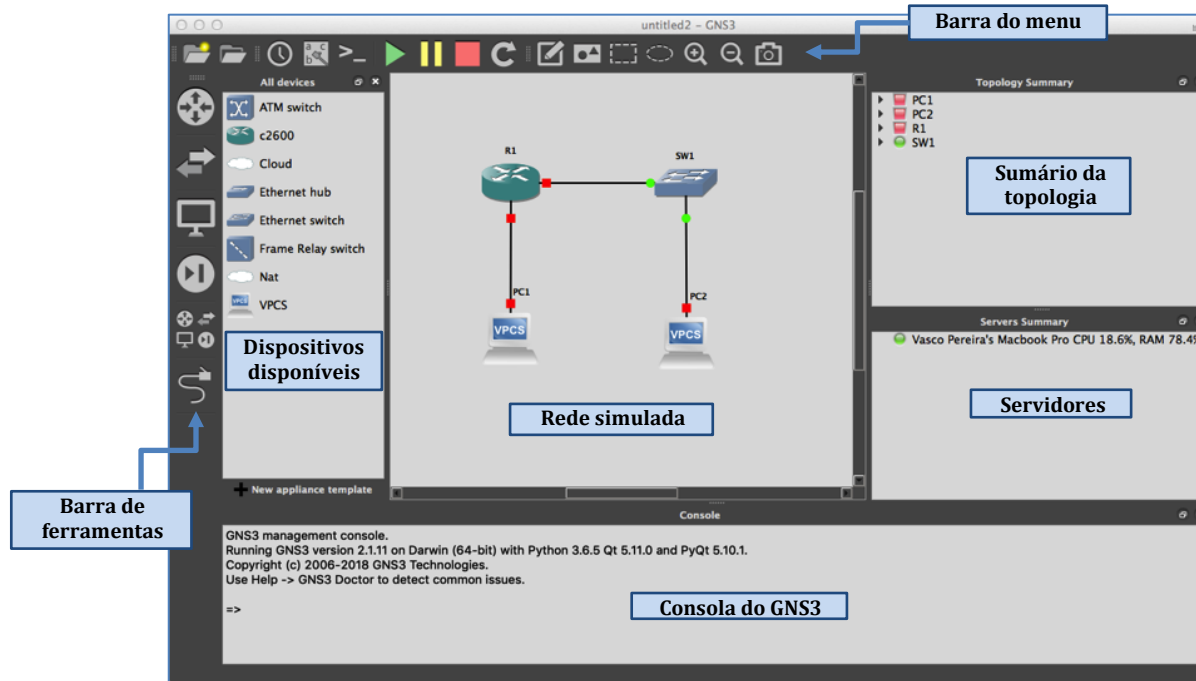 untitled2 – GNS3
Barra do menu
All devices
ATM switch
c2600
Cloud
Ethernet hub
Ethernet switch
Frame Relay switch
Nat
VPCS
VPCS
Dispositivos
disponíveis
New appliance template
Barra de
ferramentas
R1
SW1
PC1
VPCS
PC2
VPCS
Rede simulada
Topology Summary
PC1
PC2
R1
SW1
Sumário da
topologia
Servers Summary
Vasco Pereira's Macbook Pro CPU 18.6%, RAM 78.4%
Servidores
Console
GNS3 management console.
Running GNS3 version 2.1.11 on Darwin (64-bit) with Python 3.6.5 Qt 5.11.0 and PyQt 5.10.1.
Copyright (c) 2006-2018 GNS3 Technologies.
Use Help -> GNS3 Doctor to detect common issues.
=>
Consola do GNS3